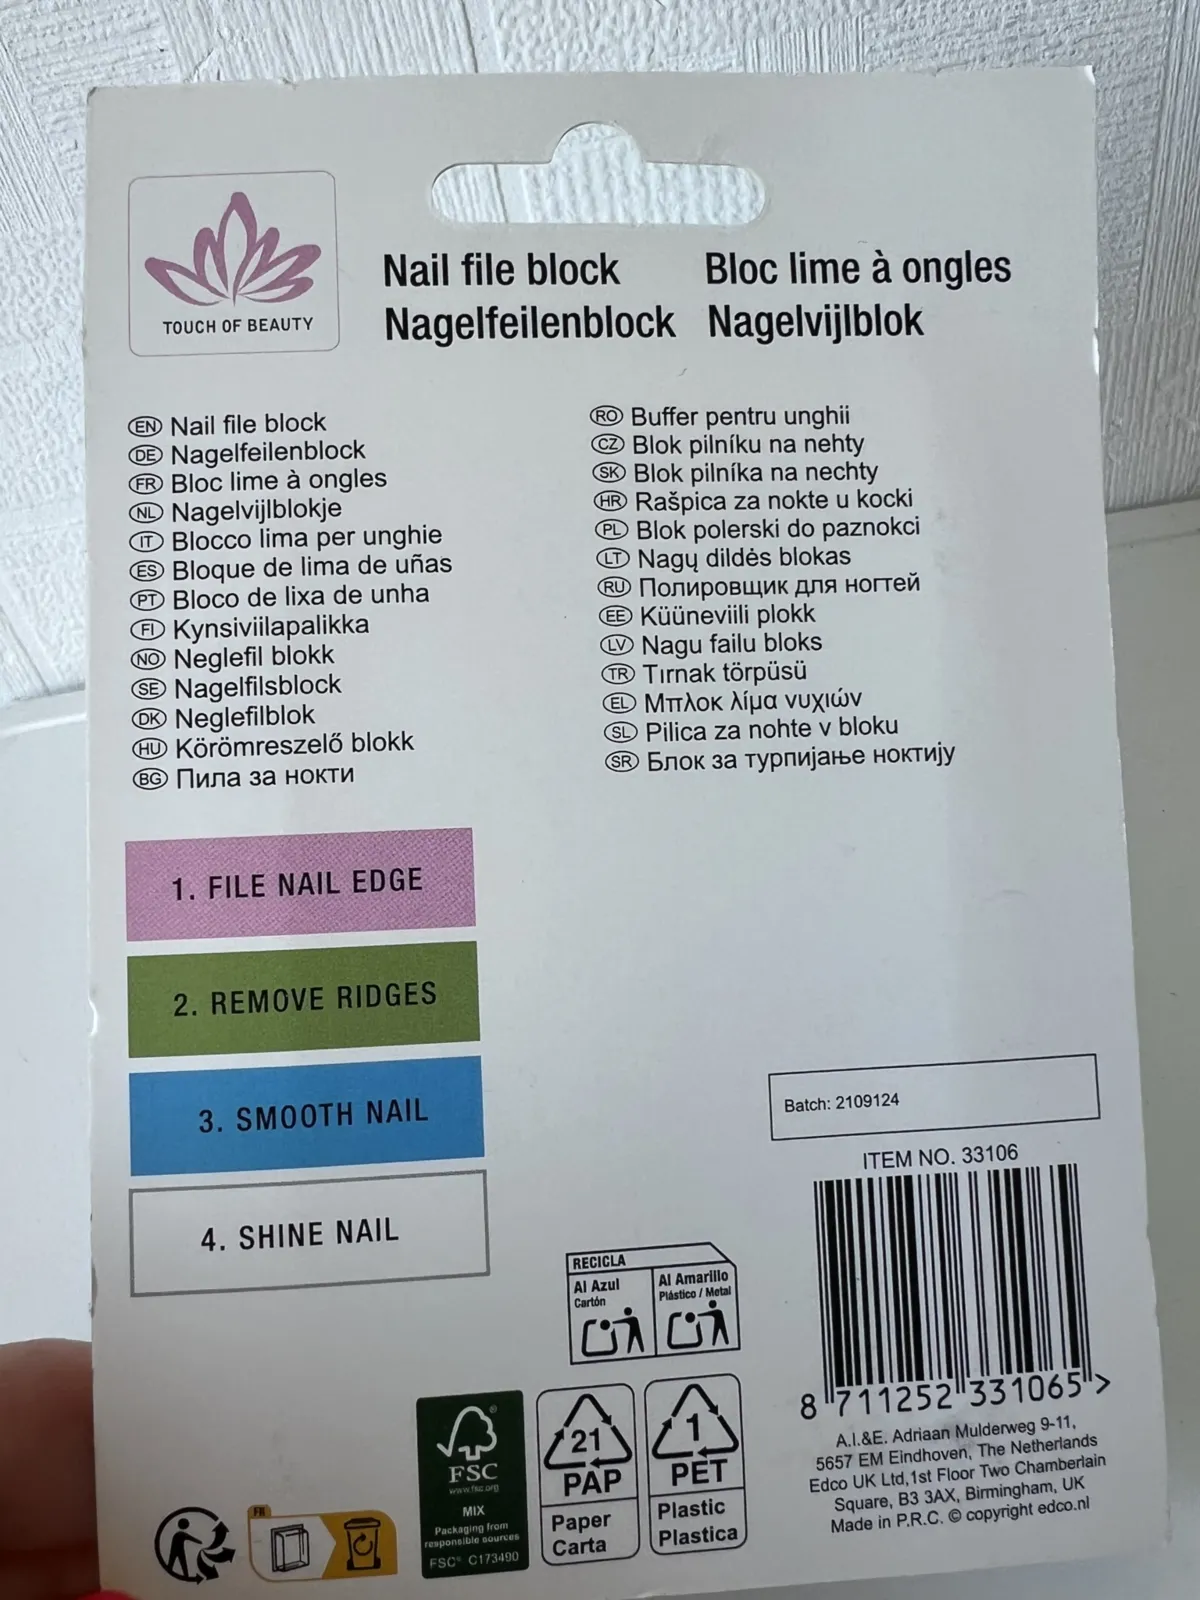 TOUCH OF BEAUTY
Nail file block
Bloc lime à ongles
Nagelfeilenblock
Nagelvijlblok
EN Nail file block
DE Nagelfeilenblock
FR Bloc lime à ongles
NL Nagelvijlblokje
IT Blocco lima per unghie
ES Bloque de lima de uñas
PT Bloco de lixa de unha
FI Kynsiviilapalikka
NO Neglefil blokk
SE Nagelfilsblock
DK Neglefilblok
HU Körömreszelő blokk
BG Пила за нокти
RO Buffer pentru unghii
CZ Blok pilníku na nehty
SK Blok pilníka na nechty
HR Rašpica za nokte u kocki
PL Blok polerski do paznokci
LT Nagų dildės blokas
RU Полировщик для ногтей
EE Küüneviili plokk
LV Nagu failu bloks
TR Tırnak törpüsü
EL Μπλοκ λίμα νυχιών
SL Pilica za nohte v bloku
SR Блок за турпијање ноктију
1. FILE NAIL EDGE
2. REMOVE RIDGES
3. SMOOTH NAIL
4. SHINE NAIL
Batch: 2109124
ITEM NO. 33106
8 711252 331065 >
RECICLA
Al Azul
Cartón
Al Amarillo
Plástico / Metal
FR
FSC
www.fsc.org
MIX
Packaging from
responsible sources
FSC® C173490
21
PAP
Paper
Carta
1
PET
Plastic
Plastica
A.I.&E. Adriaan Mulderweg 9-11,
5657 EM Eindhoven, The Netherlands
Edco UK Ltd,1st Floor Two Chamberlain
Square, B3 3AX, Birmingham, UK
Made in P.R.C. © copyright edco.nl